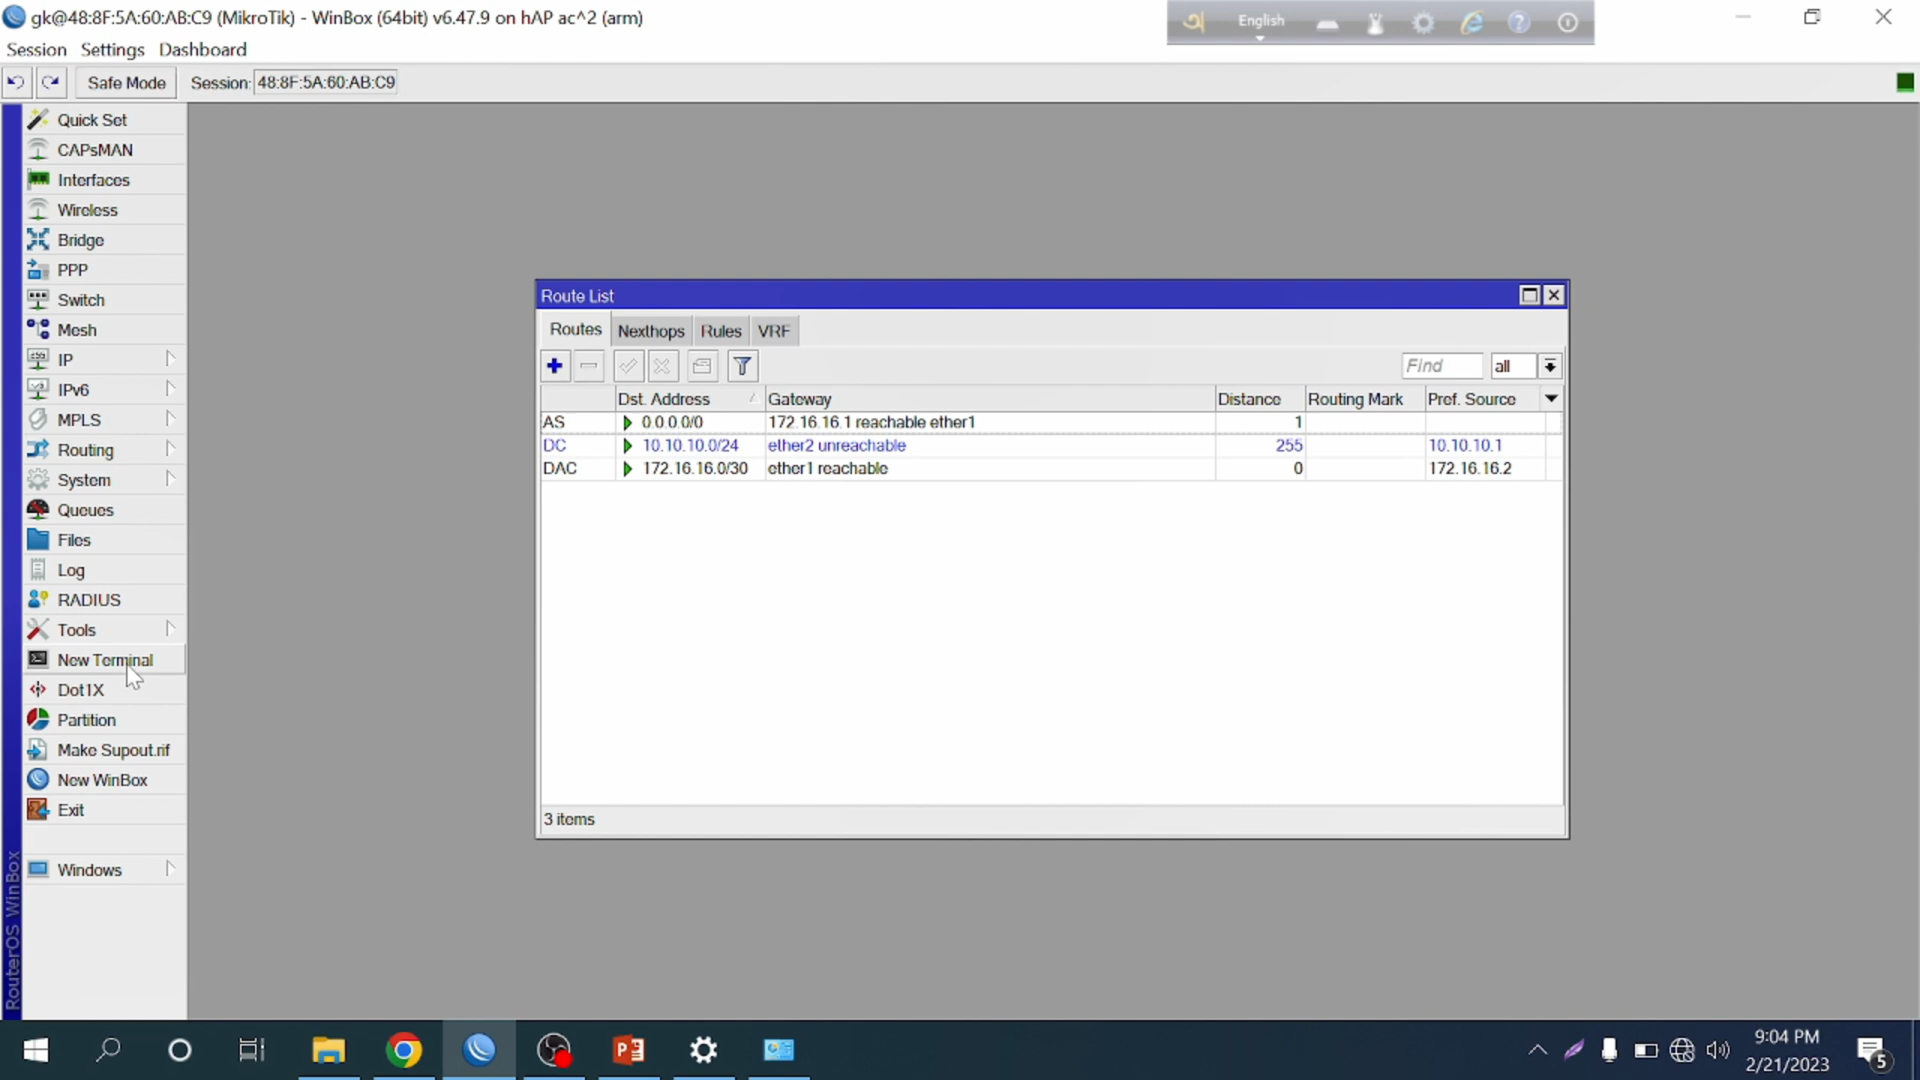 gk@48:8F:5A:60:AB:C9 (MikroTik) - WinBox (64bit) v6.47.9 on hAP ac^2 (arm)
অ English
Session Settings Dashboard
Safe Mode Session: 48:8F:5A:60:AB:C9
Quick Set
CAPsMAN
Interfaces
Wireless
Bridge
PPP
Switch
Mesh
IP
IPv6
MPLS
Routing
System
Queues
Files
Log
RADIUS
Tools
New Terminal
Dot1X
Partition
Make Supout.rif
New WinBox
Exit
Windows
RouterOS WinBox
Route List
Routes Nexthops Rules VRF
Find all
Dst. Address Gateway Distance Routing Mark Pref. Source
AS 0.0.0.0/0 172.16.16.1 reachable ether1 1
DC 10.10.10.0/24 ether2 unreachable 255 10.10.10.1
DAC 172.16.16.0/30 ether1 reachable 0 172.16.16.2
3 items
9:04 PM
2/21/2023
5